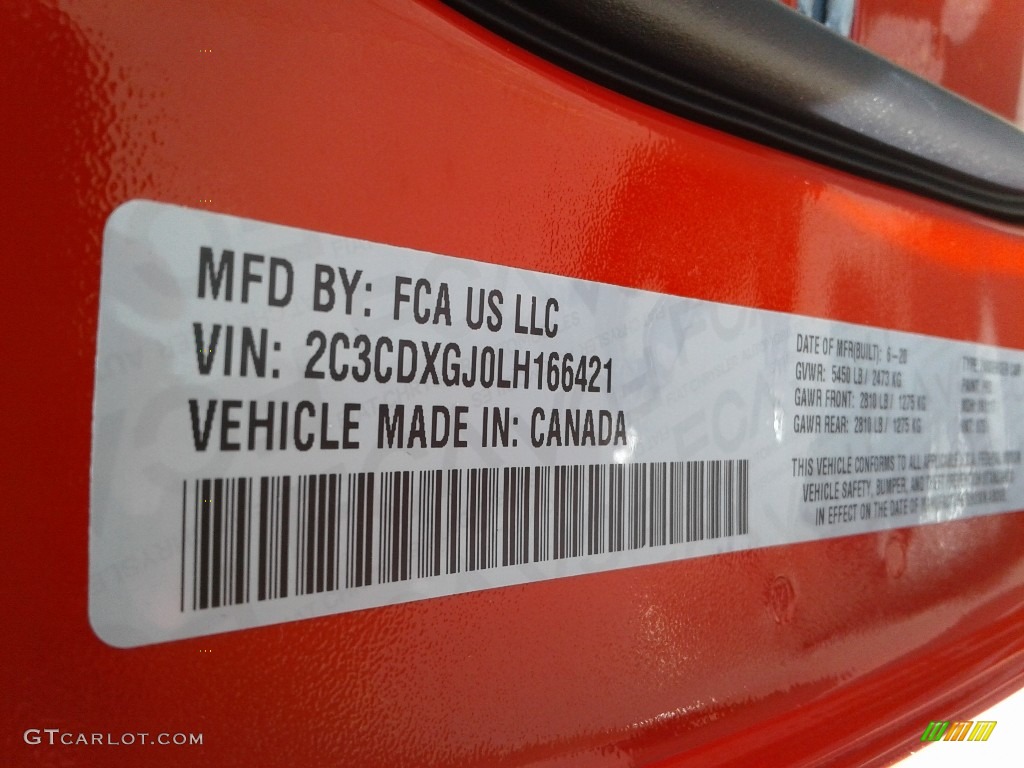 MFD BY: FCA US LLC
VIN: 2C3CDXGJ0LH166421
VEHICLE MADE IN: CANADA
DATE OF MFR(BUILT): 6-20
GVWR: 5450 LB / 2473 KG
GAWR FRONT: 2810 LB / 1275 KG
GAWR REAR: 2810 LB / 1275 KG
THIS VEHICLE CONFORMS TO ALL APPLICABLE
VEHICLE SAFETY, BUMPER, AND THEFT
IN EFFECT ON THE DATE OF
GTCARLOT.COM